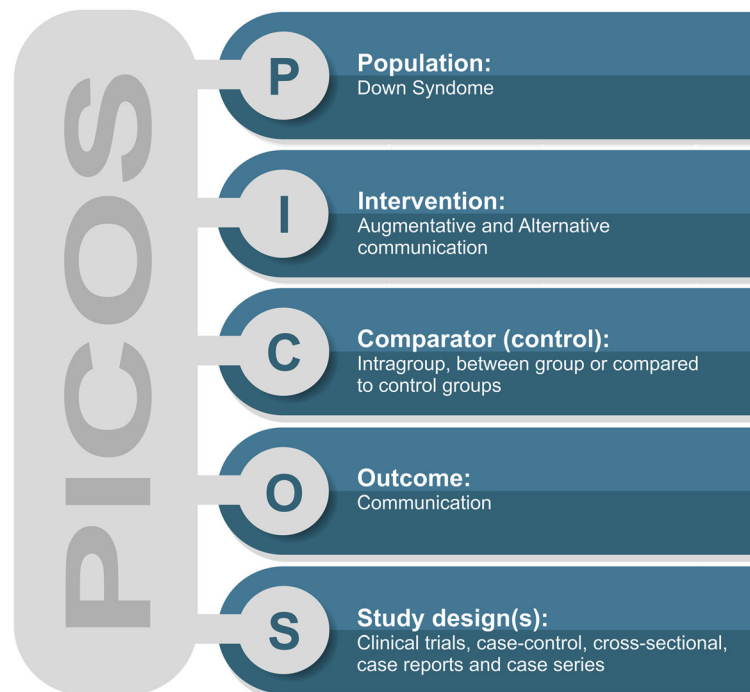 PICOS
P
Population:
Down Syndome
I
Intervention:
Augmentative and Alternative
communication
C
Comparator (control):
Intragroup, between group or compared
to control groups
O
Outcome:
Communication
S
Study design(s):
Clinical trials, case-control, cross-sectional,
case reports and case series